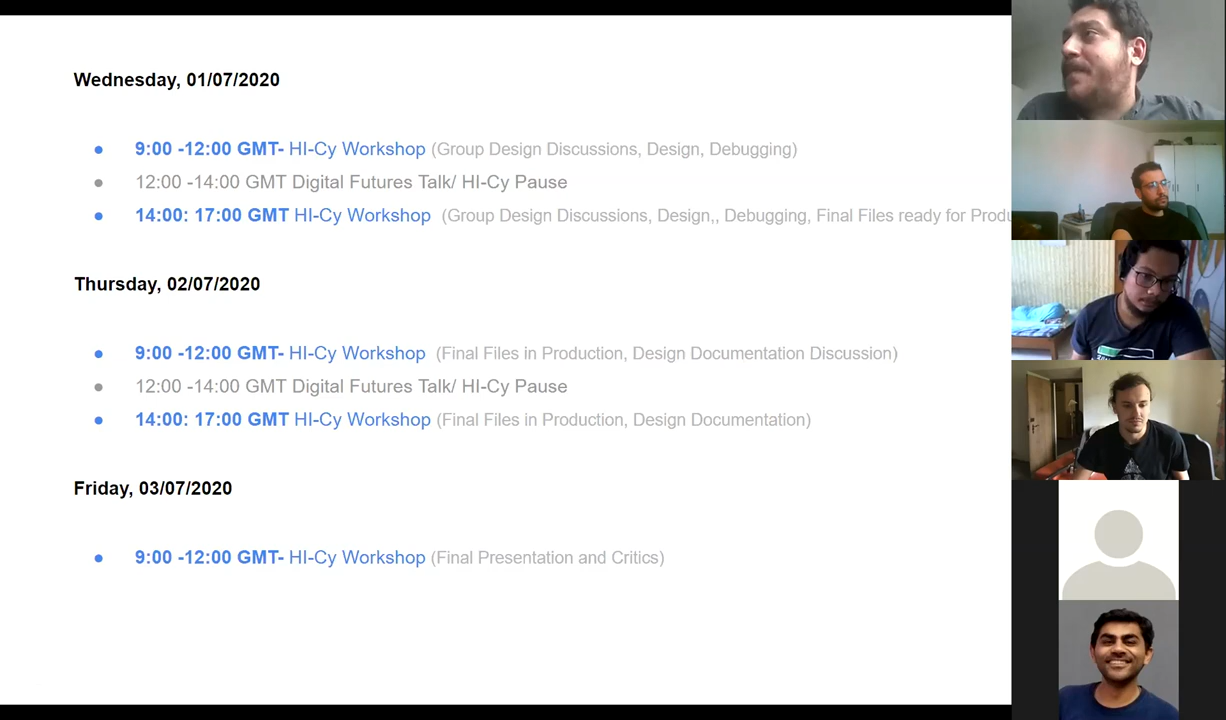 Wednesday, 01/07/2020
9:00 -12:00 GMT- HI-Cy Workshop (Group Design Discussions, Design, Debugging)
12:00 -14:00 GMT Digital Futures Talk/ HI-Cy Pause
14:00: 17:00 GMT HI-Cy Workshop (Group Design Discussions, Design,, Debugging, Final Files ready for
Thursday, 02/07/2020
9:00 -12:00 GMT- HI-Cy Workshop (Final Files in Production, Design Documentation Discussion)
12:00 -14:00 GMT Digital Futures Talk/ HI-Cy Pause
14:00: 17:00 GMT HI-Cy Workshop (Final Files in Production, Design Documentation)
Friday, 03/07/2020
9:00 -12:00 GMT- HI-Cy Workshop (Final Presentation and Critics)